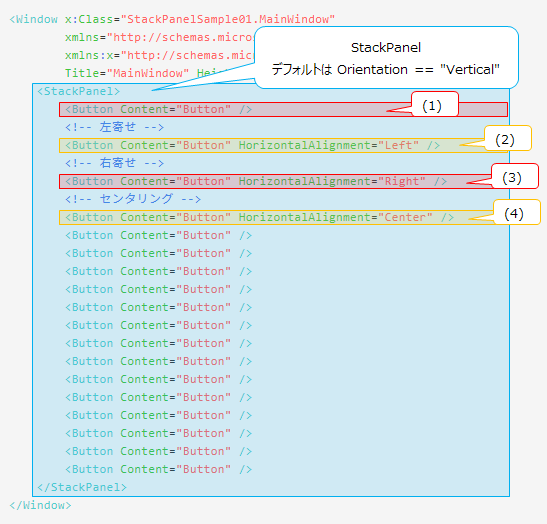 <Window x:Class="StackPanelSample01.MainWindow"
xmlns="http://schemas.micro
xmlns:x="http://schemas.mic
Title="MainWindow" Hei
StackPanel
デフォルトは Orientation == "Vertical"
<StackPanel>
<Button Content="Button" />
(1)
<!-- 左寄せ -->
<Button Content="Button" HorizontalAlignment="Left" />
(2)
<!-- 右寄せ -->
<Button Content="Button" HorizontalAlignment="Right" />
(3)
<!-- センタリング -->
<Button Content="Button" HorizontalAlignment="Center" />
(4)
<Button Content="Button" />
<Button Content="Button" />
<Button Content="Button" />
<Button Content="Button" />
<Button Content="Button" />
<Button Content="Button" />
<Button Content="Button" />
<Button Content="Button" />
<Button Content="Button" />
<Button Content="Button" />
<Button Content="Button" />
<Button Content="Button" />
<Button Content="Button" />
<Button Content="Button" />
</StackPanel>
</Window>